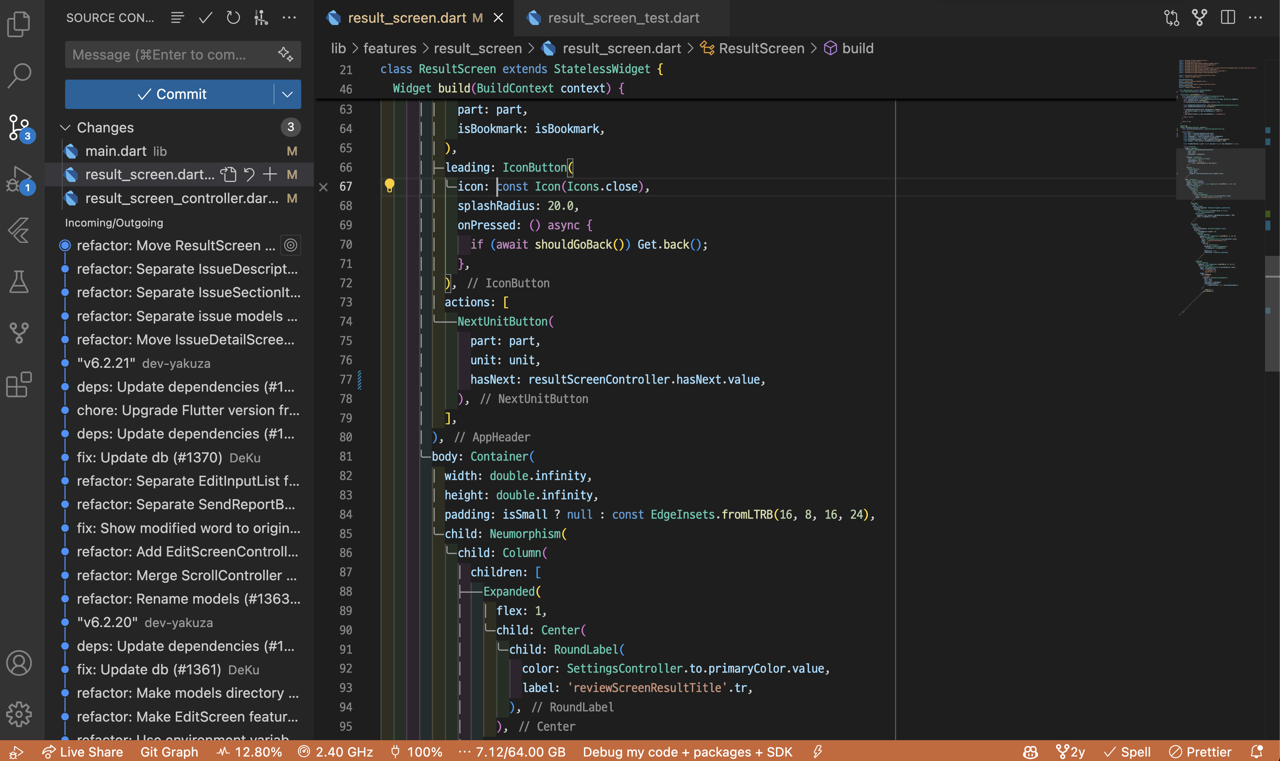 SOURCE CON...
Message (⌘Enter to com...
Commit
Changes
3
main.dart lib M
result_screen.dart... M
result_screen_controller.dar... M
Incoming/Outgoing
refactor: Move ResultScreen ...
refactor: Separate IssueDescript...
refactor: Separate IssueSectionIt...
refactor: Separate issue models ...
refactor: Move IssueDetailScree...
"v6.2.21" dev-yakuza
deps: Update dependencies (#1...
chore: Upgrade Flutter version fr...
deps: Update dependencies (#1...
fix: Update db (#1370) DeKu
refactor: Separate EditInputList f...
refactor: Separate SendReportB...
fix: Show modified word to origin...
refactor: Add EditScreenControll...
refactor: Merge ScrollController ...
refactor: Rename models (#1363...
"v6.2.20" dev-yakuza
deps: Update dependencies (#1...
fix: Update db (#1361) DeKu
refactor: Make models directory ...
refactor: Make EditScreen featur...
refactor: Use environment variab...
3
1
result_screen.dart M
result_screen_test.dart
lib > features > result_screen > result_screen.dart > ResultScreen > build
21 class ResultScreen extends StatelessWidget {
46 Widget build(BuildContext context) {
63 part: part,
64 isBookmark: isBookmark,
65 ),
66 leading: IconButton(
67 icon: const Icon(Icons.close),
68 splashRadius: 20.0,
69 onPressed: () async {
70 if (await shouldGoBack()) Get.back();
71 },
72 ), // IconButton
73 actions: [
74 NextUnitButton(
75 part: part,
76 unit: unit,
77 hasNext: resultScreenController.hasNext.value,
78 ), // NextUnitButton
79 ],
80 ), // AppHeader
81 body: Container(
82 width: double.infinity,
83 height: double.infinity,
84 padding: isSmall ? null : const EdgeInsets.fromLTRB(16, 8, 16, 24),
85 child: Neumorphism(
86 child: Column(
87 children: [
88 Expanded(
89 flex: 1,
90 child: Center(
91 child: RoundLabel(
92 color: SettingsController.to.primaryColor.value,
93 label: 'reviewScreenResultTitle'.tr,
94 ), // RoundLabel
95 ), // Center
Live Share Git Graph 12.80% 2.40 GHz 100% 7.12/64.00 GB Debug my code + packages + SDK 2y Spell Prettier